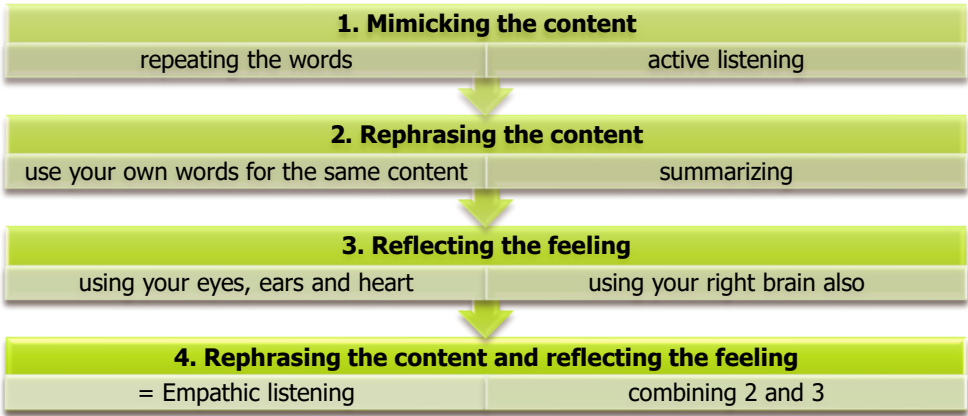 1. Mimicking the content
repeating the words
active listening
2. Rephrasing the content
use your own words for the same content
summarizing
3. Reflecting the feeling
using your eyes, ears and heart
using your right brain also
4. Rephrasing the content and reflecting the feeling
= Empathic listening
combining 2 and 3